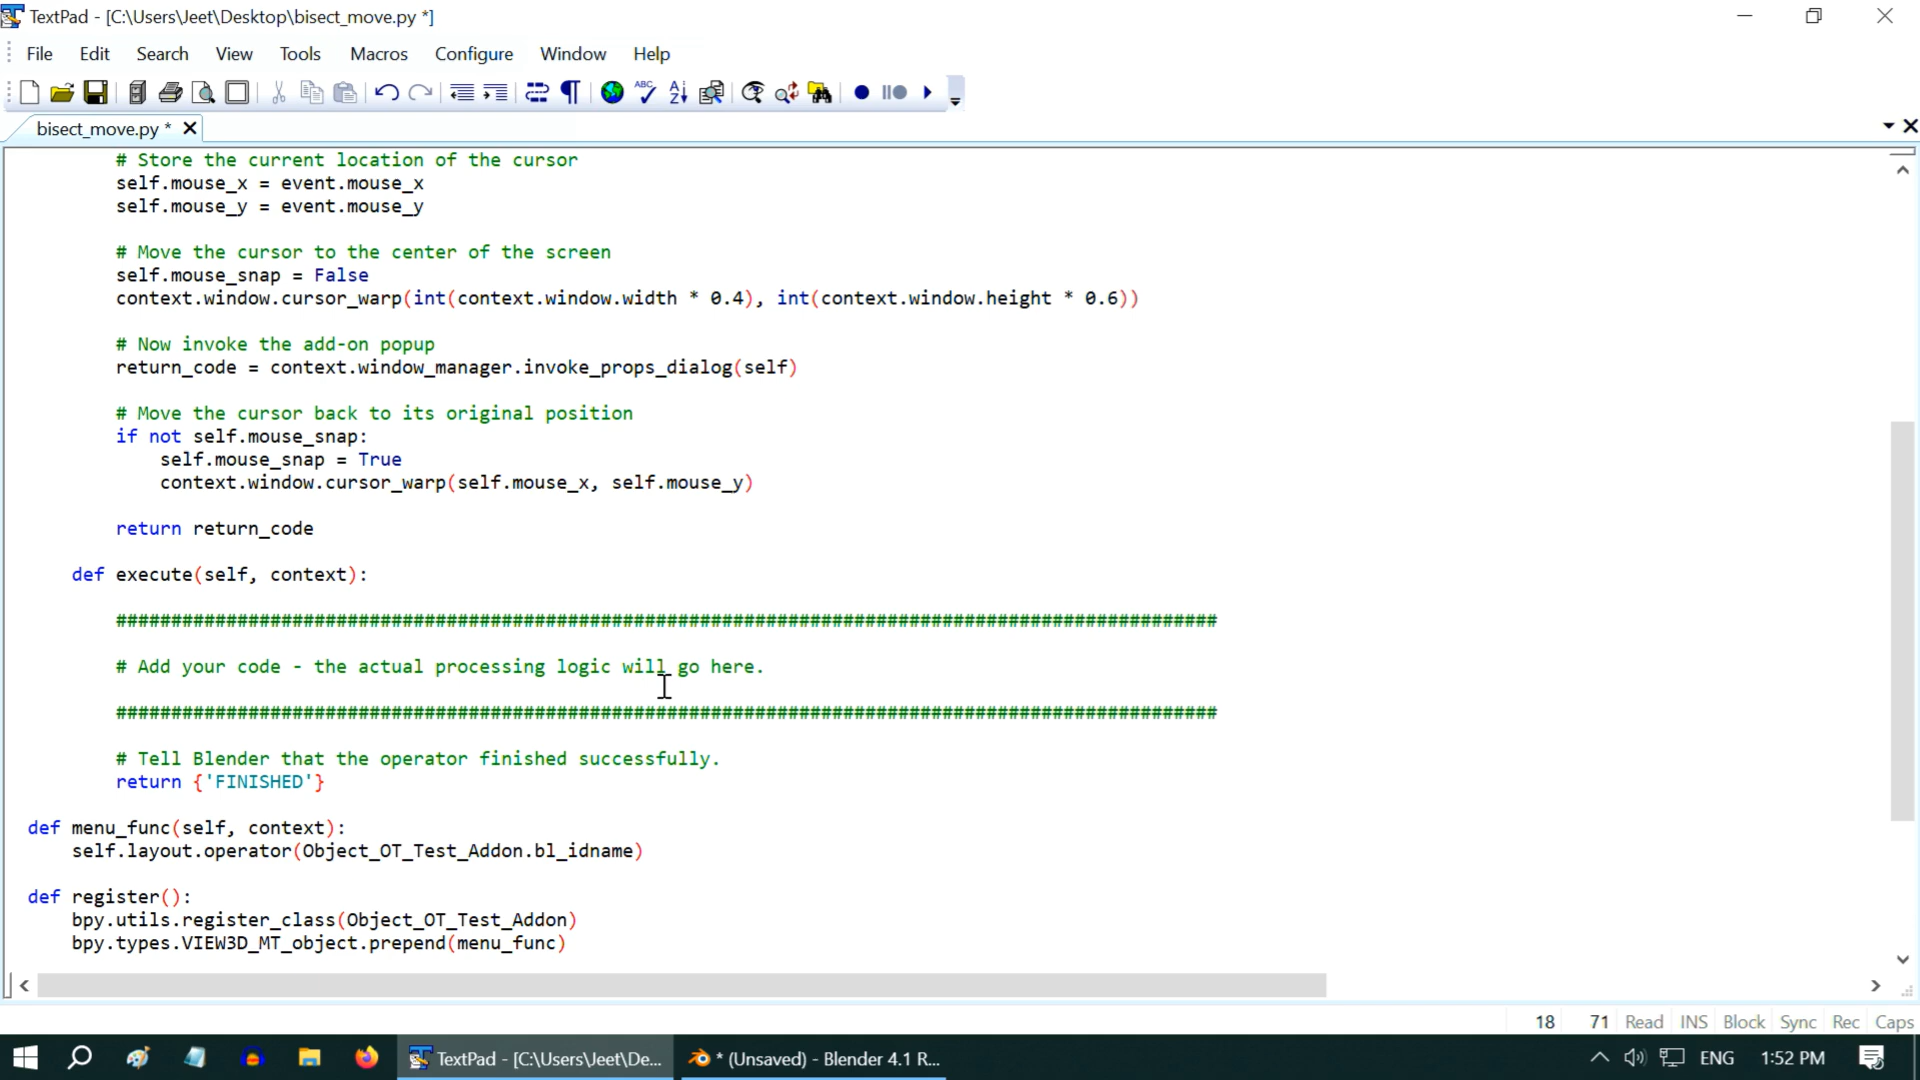 TextPad - [C:\Users\Jeet\Desktop\bisect_move.py *]
File Edit Search View Tools Macros Configure Window Help
ABC
bisect_move.py *
# Store the current location of the cursor
self.mouse_x = event.mouse_x
self.mouse_y = event.mouse_y
# Move the cursor to the center of the screen
self.mouse_snap = False
context.window.cursor_warp(int(context.window.width * 0.4), int(context.window.height * 0.6))
# Now invoke the add-on popup
return_code = context.window_manager.invoke_props_dialog(self)
# Move the cursor back to its original position
if not self.mouse_snap:
self.mouse_snap = True
context.window.cursor_warp(self.mouse_x, self.mouse_y)
return return_code
def execute(self, context):
####################################################################################################
# Add your code - the actual processing logic will go here.
####################################################################################################
# Tell Blender that the operator finished successfully.
return {'FINISHED'}
def menu_func(self, context):
self.layout.operator(Object_OT_Test_Addon.bl_idname)
def register():
bpy.utils.register_class(Object_OT_Test_Addon)
bpy.types.VIEW3D_MT_object.prepend(menu_func)
18 71 Read INS Block Sync Rec Caps
TextPad - [C:\Users\Jeet\De... * (Unsaved) - Blender 4.1 R... ENG 1:52 PM